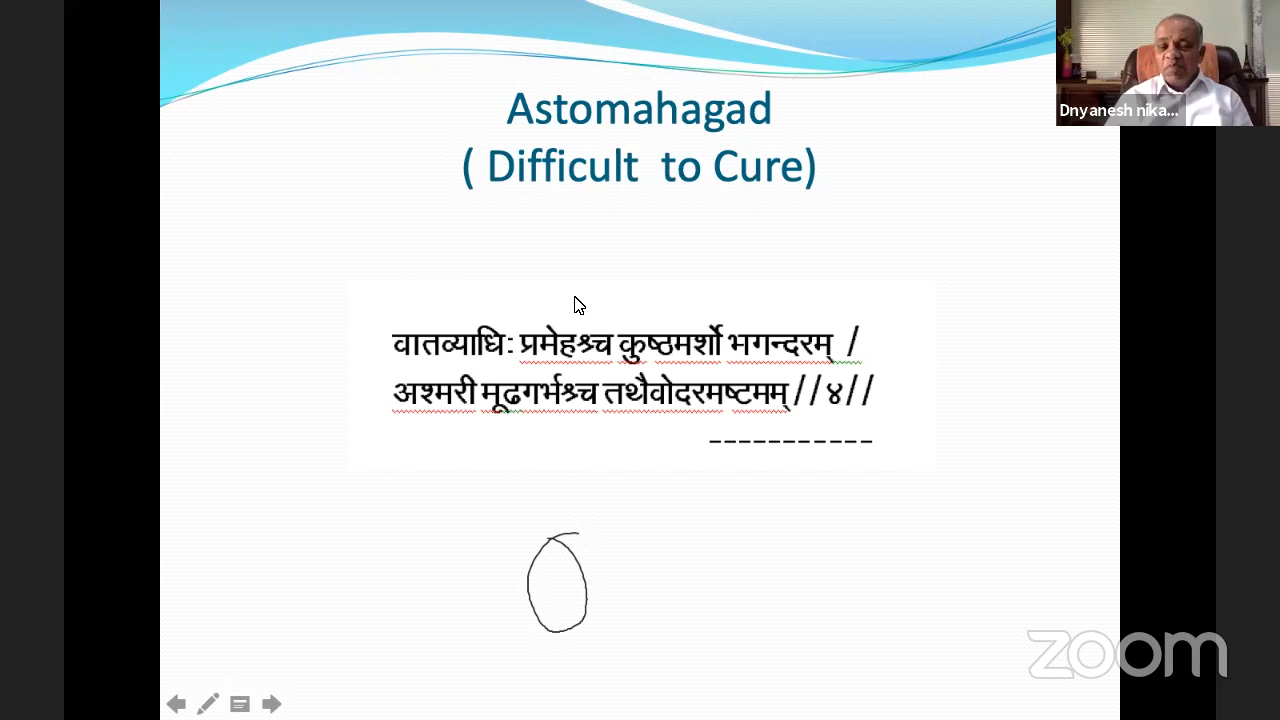 Astomahagad
( Difficult to Cure)
Dnyanesh nika...
वातव्याधि: प्रमेहश्च कुष्ठमर्शो भगन्दरम् /
अश्मरी मूढगर्भश्च तथैवोदरमष्टमम् //४//
-----------
zoom